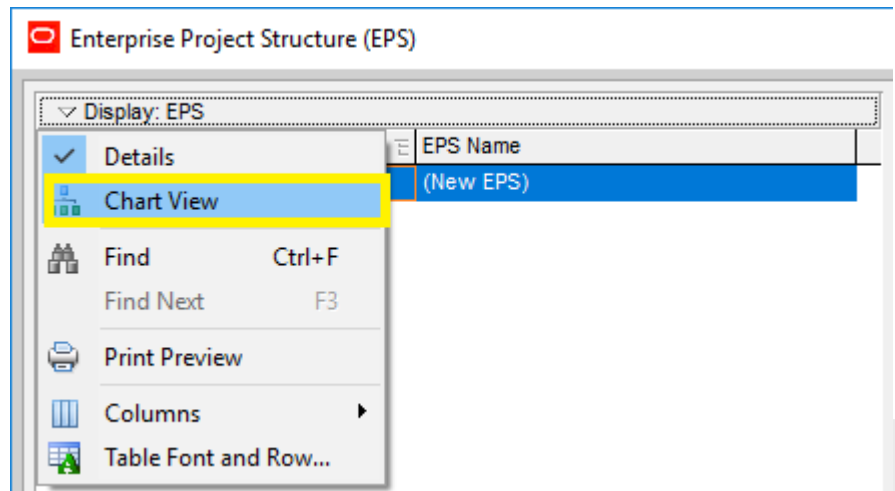 Enterprise Project Structure (EPS)
Display: EPS
Details
EPS Name
Chart View
(New EPS)
Find Ctrl+F
Find Next F3
Print Preview
Columns
Table Font and Row...